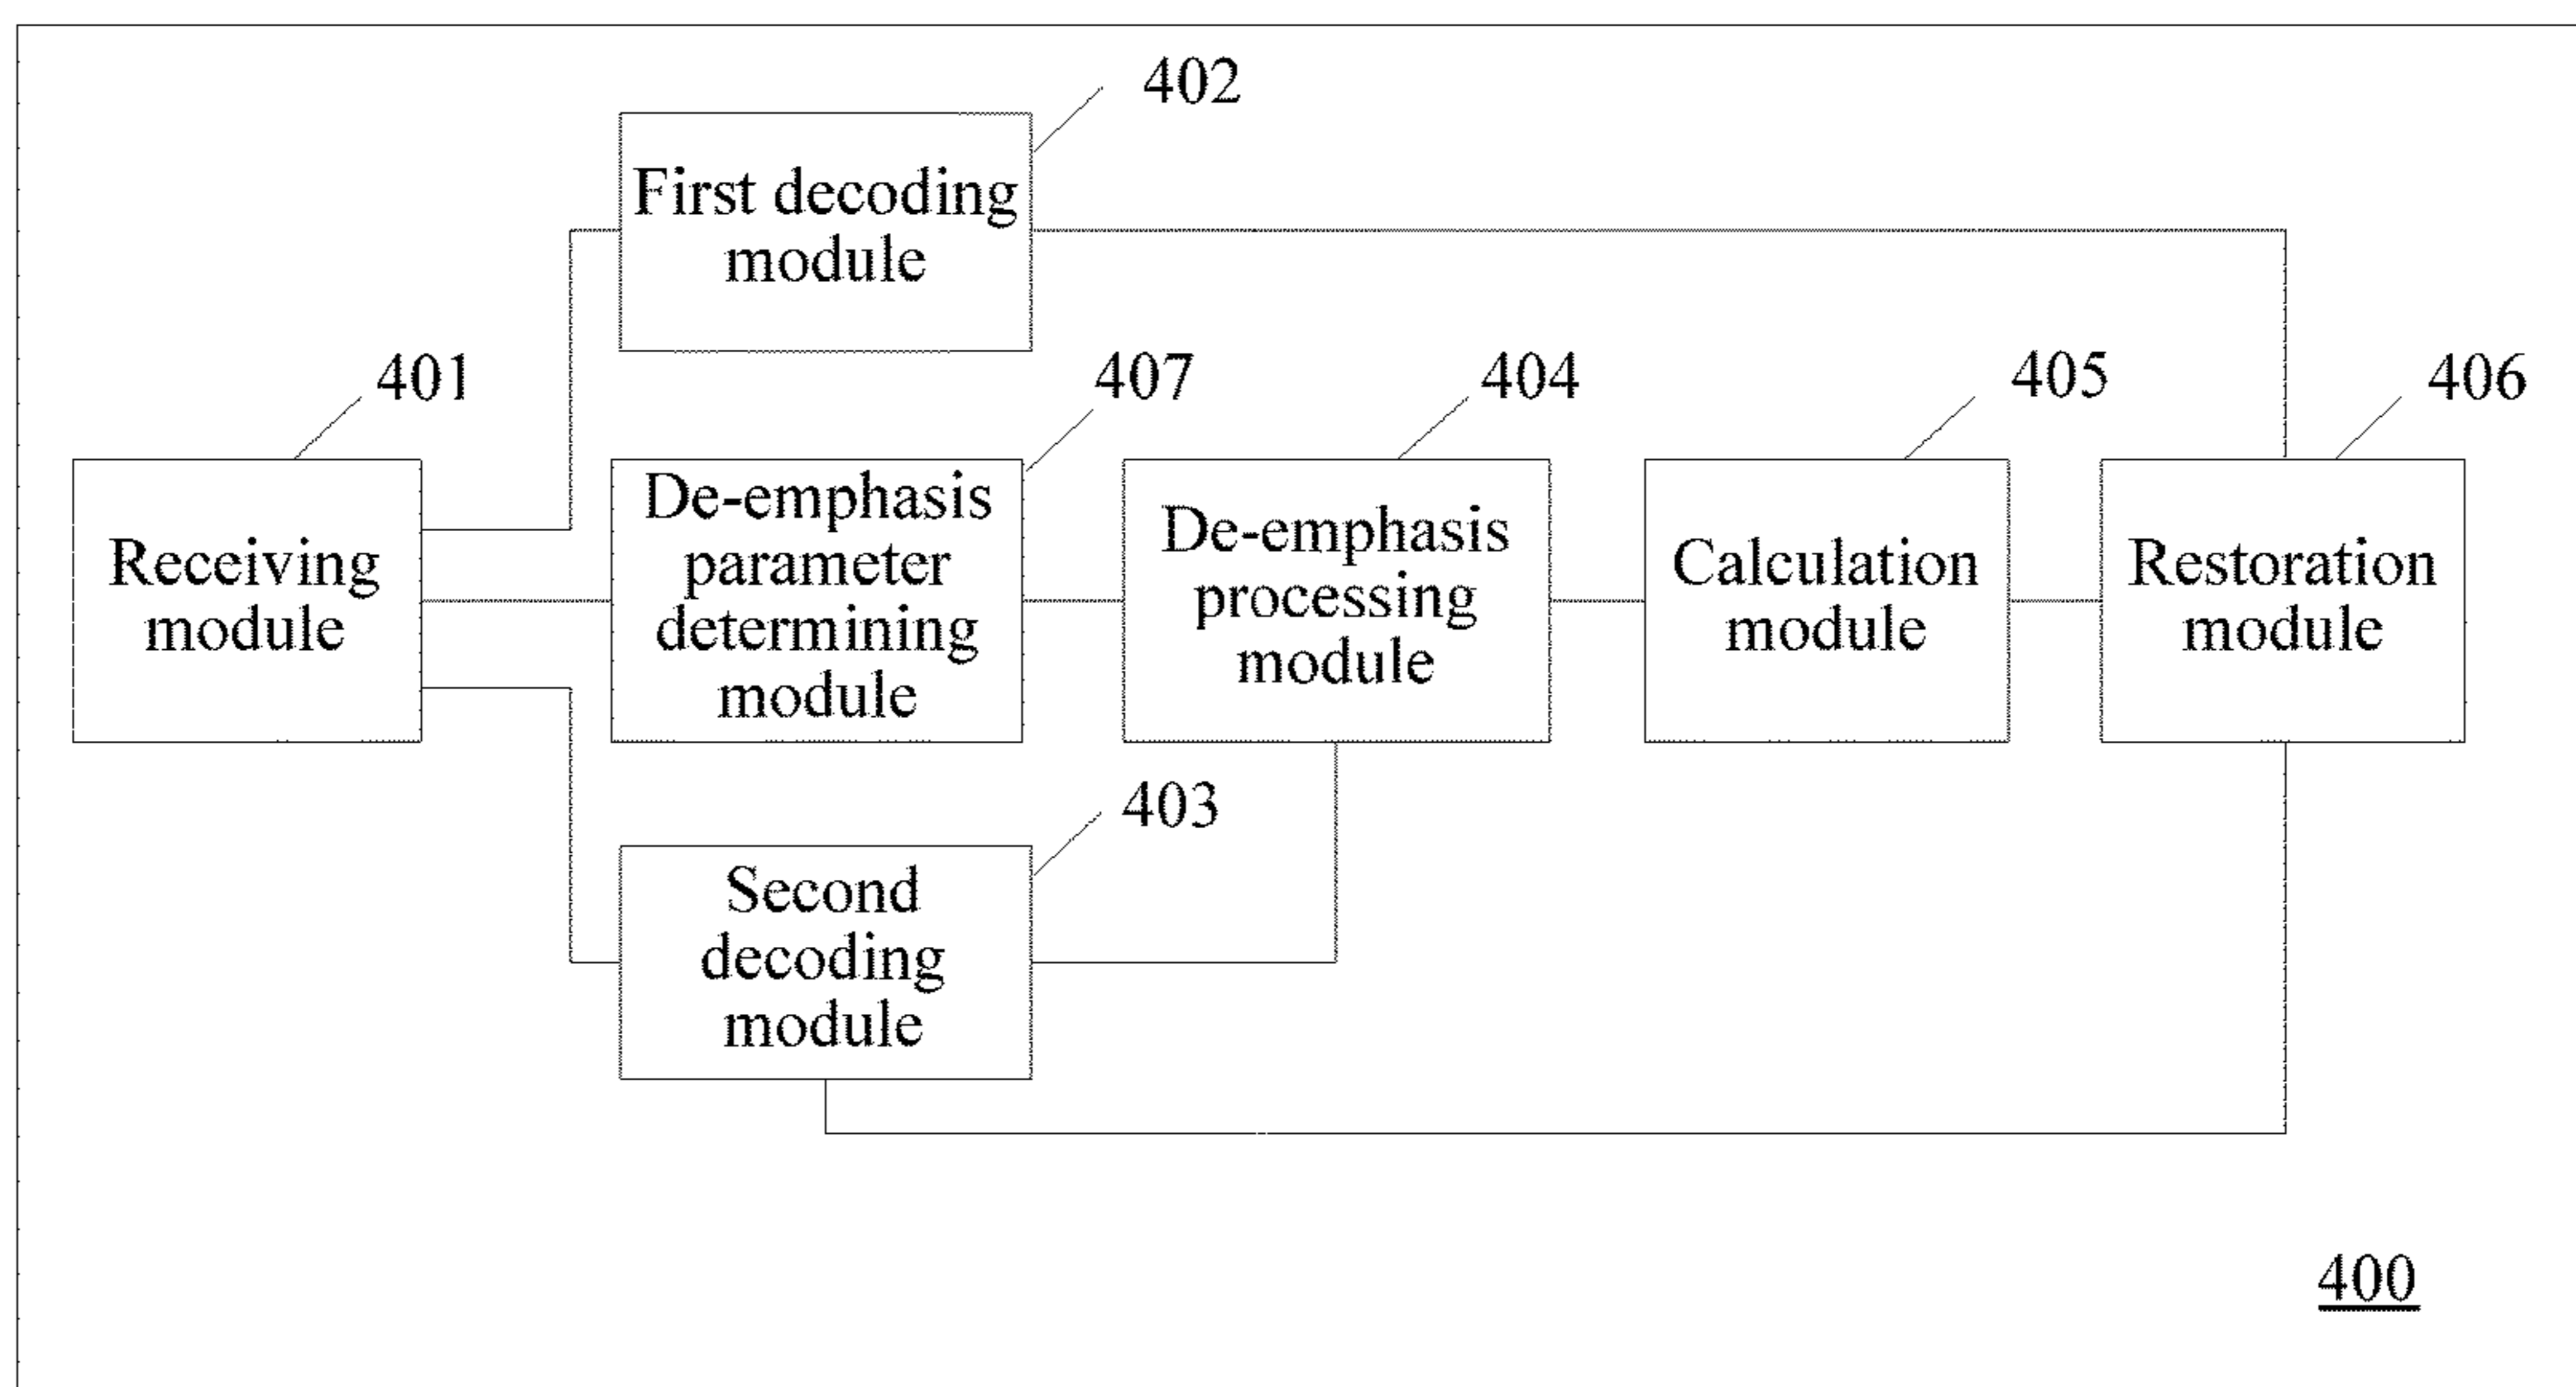 402
First decoding
module
401
407
404
405
406
Receiving
module
De-emphasis
parameter
determining
module
De-emphasis
processing
module
Calculation
module
Restoration
module
403
Second
decoding
module
400